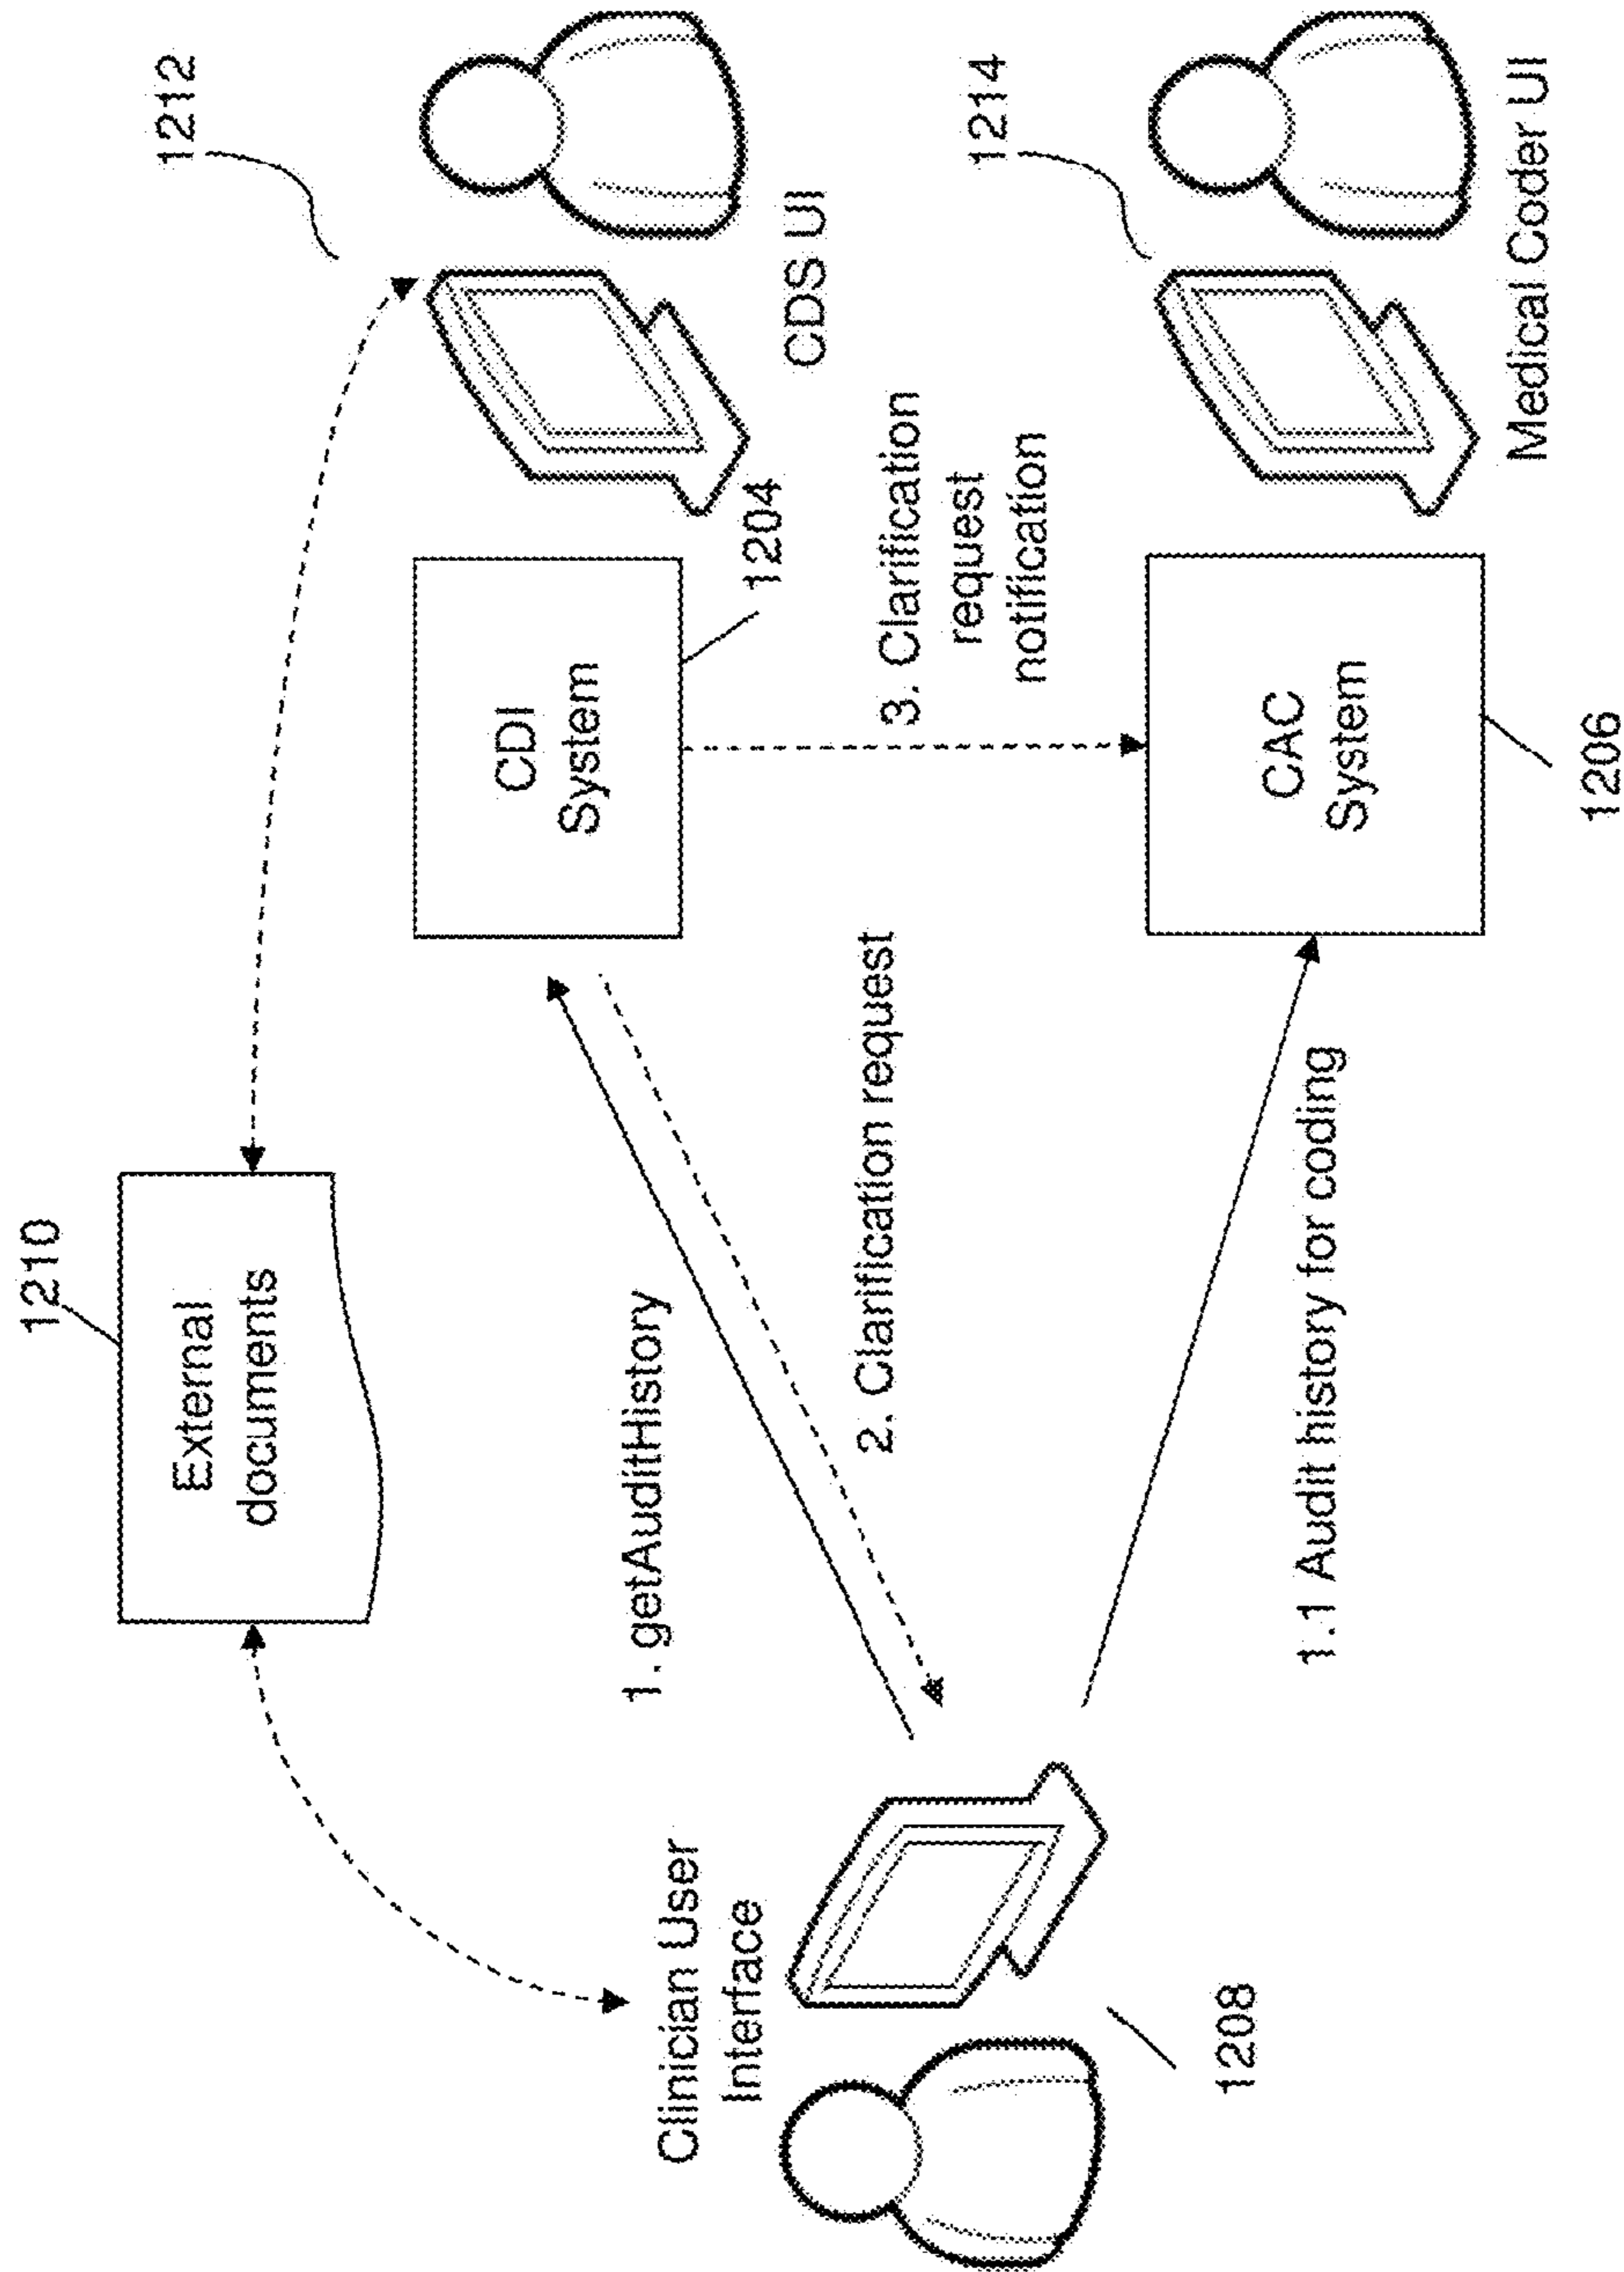 1210
External
documents
1212
CDS UI
CDI
System
1204
1. getAuditHistory
2. Clarification request
3. Clarification
request
notification
Clinician User
Interface
1208
1.1 Audit history for coding
CAC
System
1206
1214
Medical Coder UI